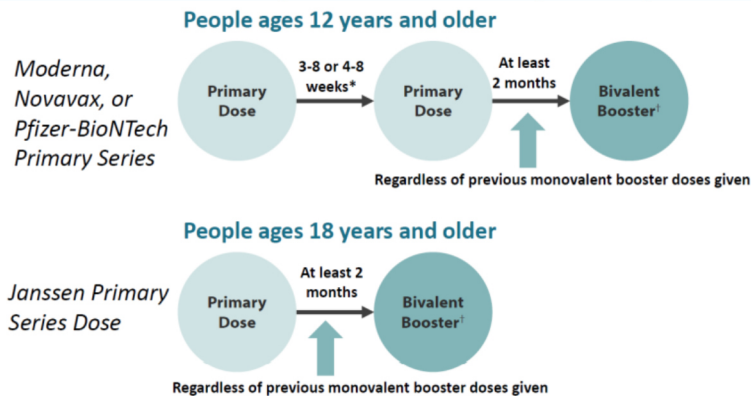 People ages 12 years and older
Moderna,
Novavax, or
Pfizer-BioNTech
Primary Series
Primary
Dose
3-8 or 4-8
weeks*
Primary
Dose
At least
2 months
Bivalent
Booster†
Regardless of previous monovalent booster doses given
People ages 18 years and older
Janssen Primary
Series Dose
Primary
Dose
At least 2
months
Bivalent
Booster†
Regardless of previous monovalent booster doses given